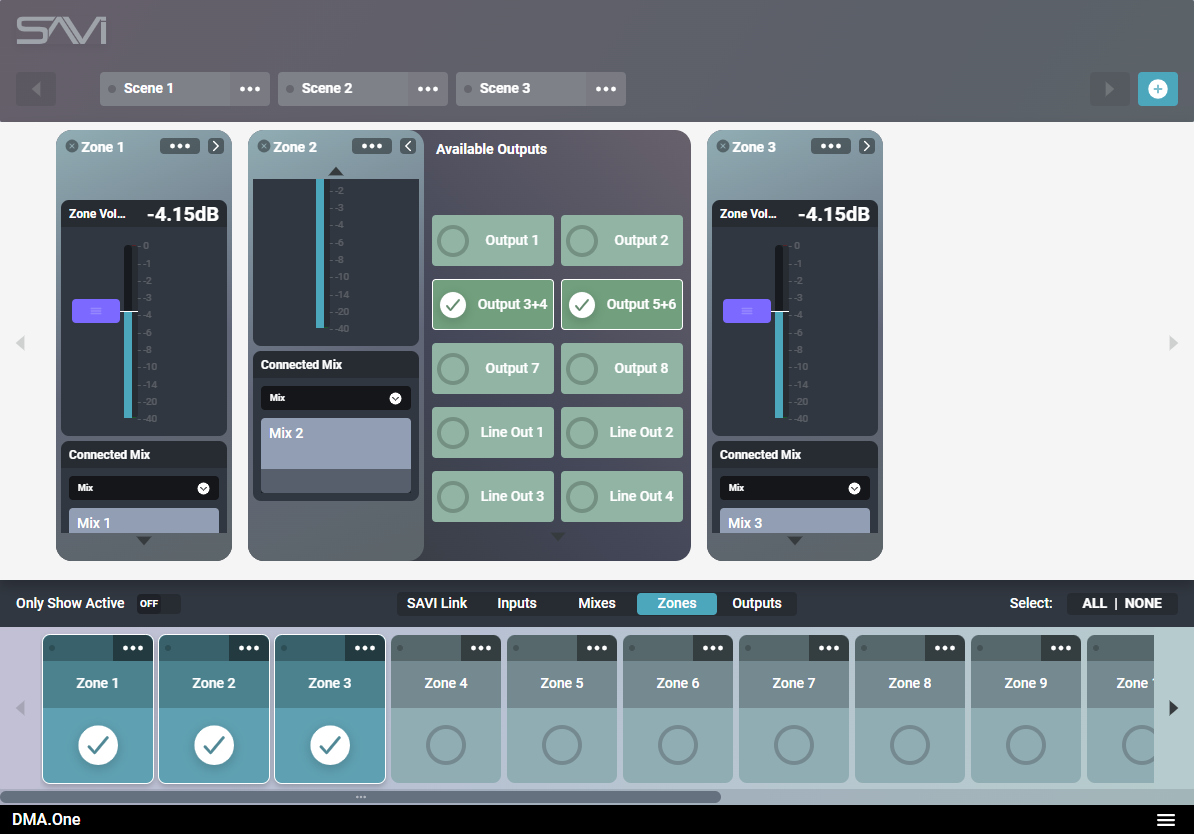 SAVI
Scene 1 ••• Scene 2 ••• Scene 3 •••
Zone 1 •••
Zone Vol... -4.15dB
0
-1
-2
-3
-4
-6
-8
-10
-14
-20
-40
Connected Mix
Mix
Mix 1
Zone 2 •••
-2
-3
-4
-6
-8
-10
-14
-20
-40
Connected Mix
Mix
Mix 2
Available Outputs
Output 1 Output 2
Output 3+4 Output 5+6
Output 7 Output 8
Line Out 1 Line Out 2
Line Out 3 Line Out 4
Zone 3 •••
Zone Vol... -4.15dB
0
-1
-2
-3
-4
-6
-8
-10
-14
-20
-40
Connected Mix
Mix
Mix 3
Only Show Active OFF SAVI Link Inputs Mixes Zones Outputs Select: ALL | NONE
Zone 1 Zone 2 Zone 3 Zone 4 Zone 5 Zone 6 Zone 7 Zone 8 Zone 9 Zone
DMA.One